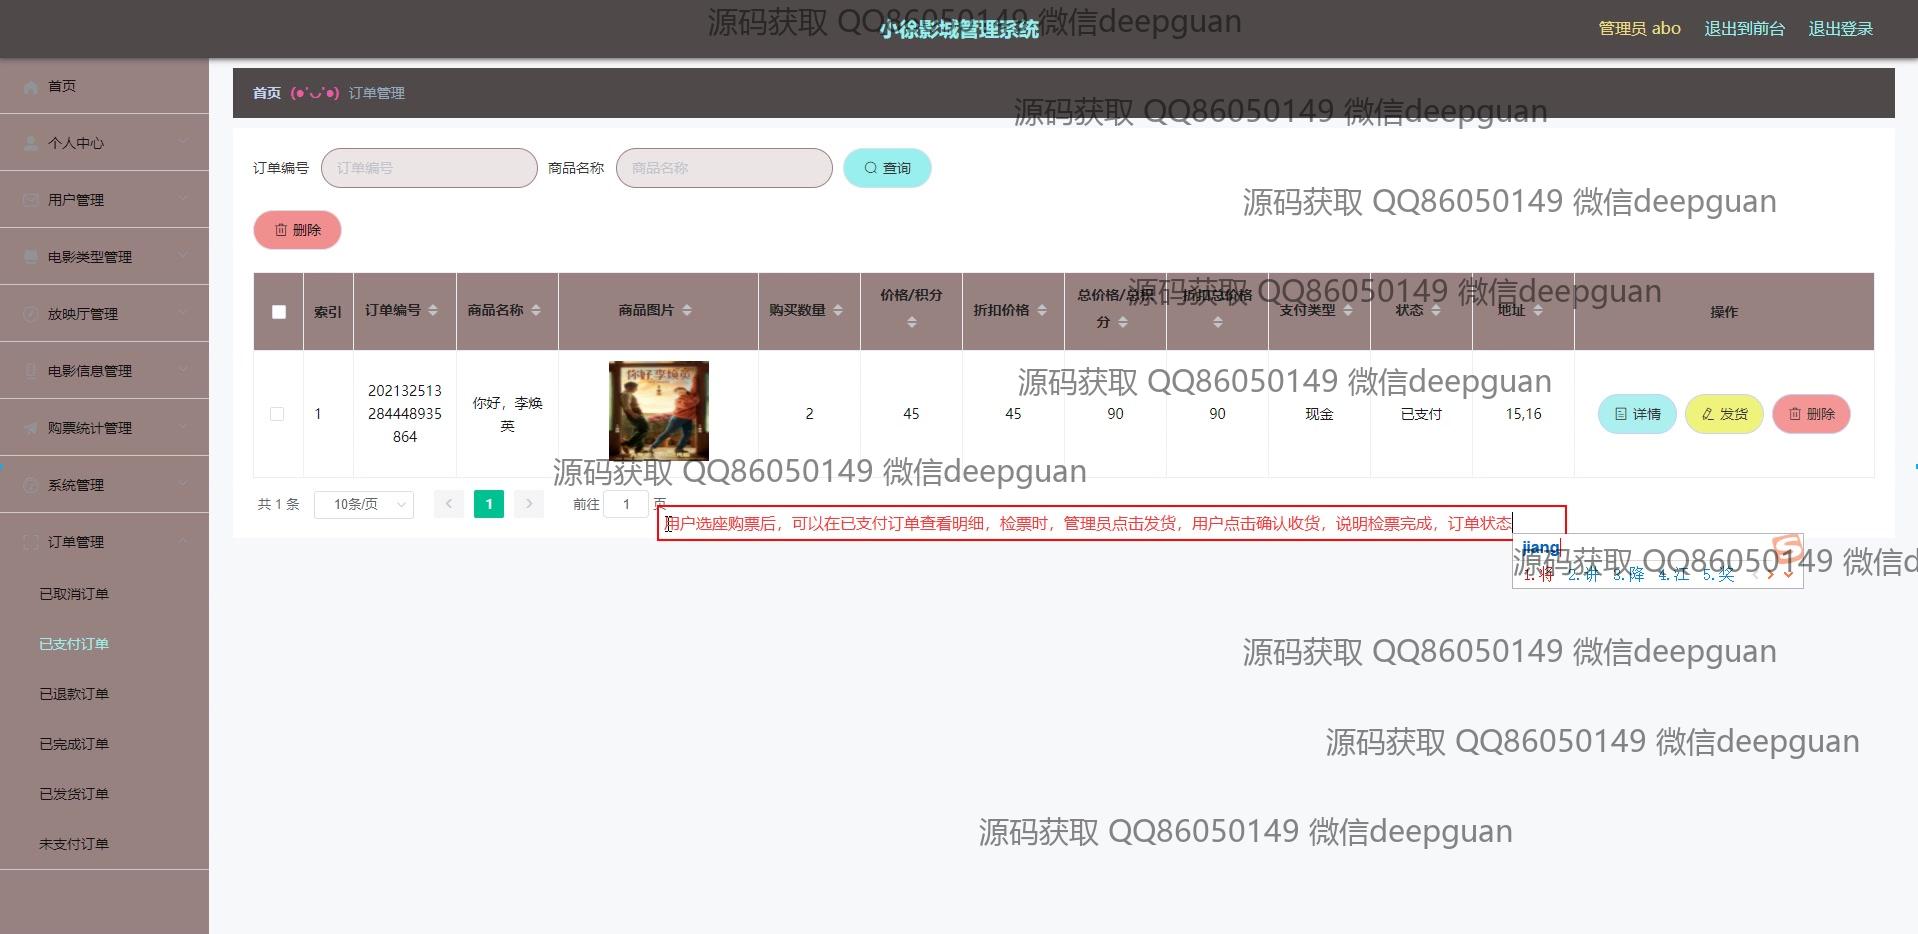 源码获取 QQ86050149 微信deepguan
小徐影城管理系统
管理员 abo 退出到前台 退出登录
首页
个人中心
用户管理
电影类型管理
放映厅管理
电影信息管理
购票统计管理
系统管理
订单管理
已取消订单
已支付订单
已退款订单
已完成订单
已发货订单
未支付订单
首页 (●'◡'●) 订单管理
源码获取 QQ86050149 微信deepguan
订单编号 订单编号 商品名称 商品名称 查询
源码获取 QQ86050149 微信deepguan
删除
源码获取 QQ86050149 微信deepguan
索引 订单编号 商品名称 商品图片 购买数量 价格/积分 折扣价格 总价格/总积分 折扣总价格 支付类型 状态 地址 操作
源码获取 QQ86050149 微信deepguan
1 202132513284448935864 你好，李焕英 你好李焕英 2 45 45 90 90 现金 已支付 15,16 详情 发货 删除
源码获取 QQ86050149 微信deepguan
共 1 条 10条/页 1 前往 1 页
用户选座购票后，可以在已支付订单查看明细，检票时，管理员点击发货，用户点击确认收货，说明检票完成，订单状态
jiang
源码获取 QQ86050149 微信d
1.将 2.讲 3.降 4.江 5.奖
源码获取 QQ86050149 微信deepguan
源码获取 QQ86050149 微信deepguan
源码获取 QQ86050149 微信deepguan